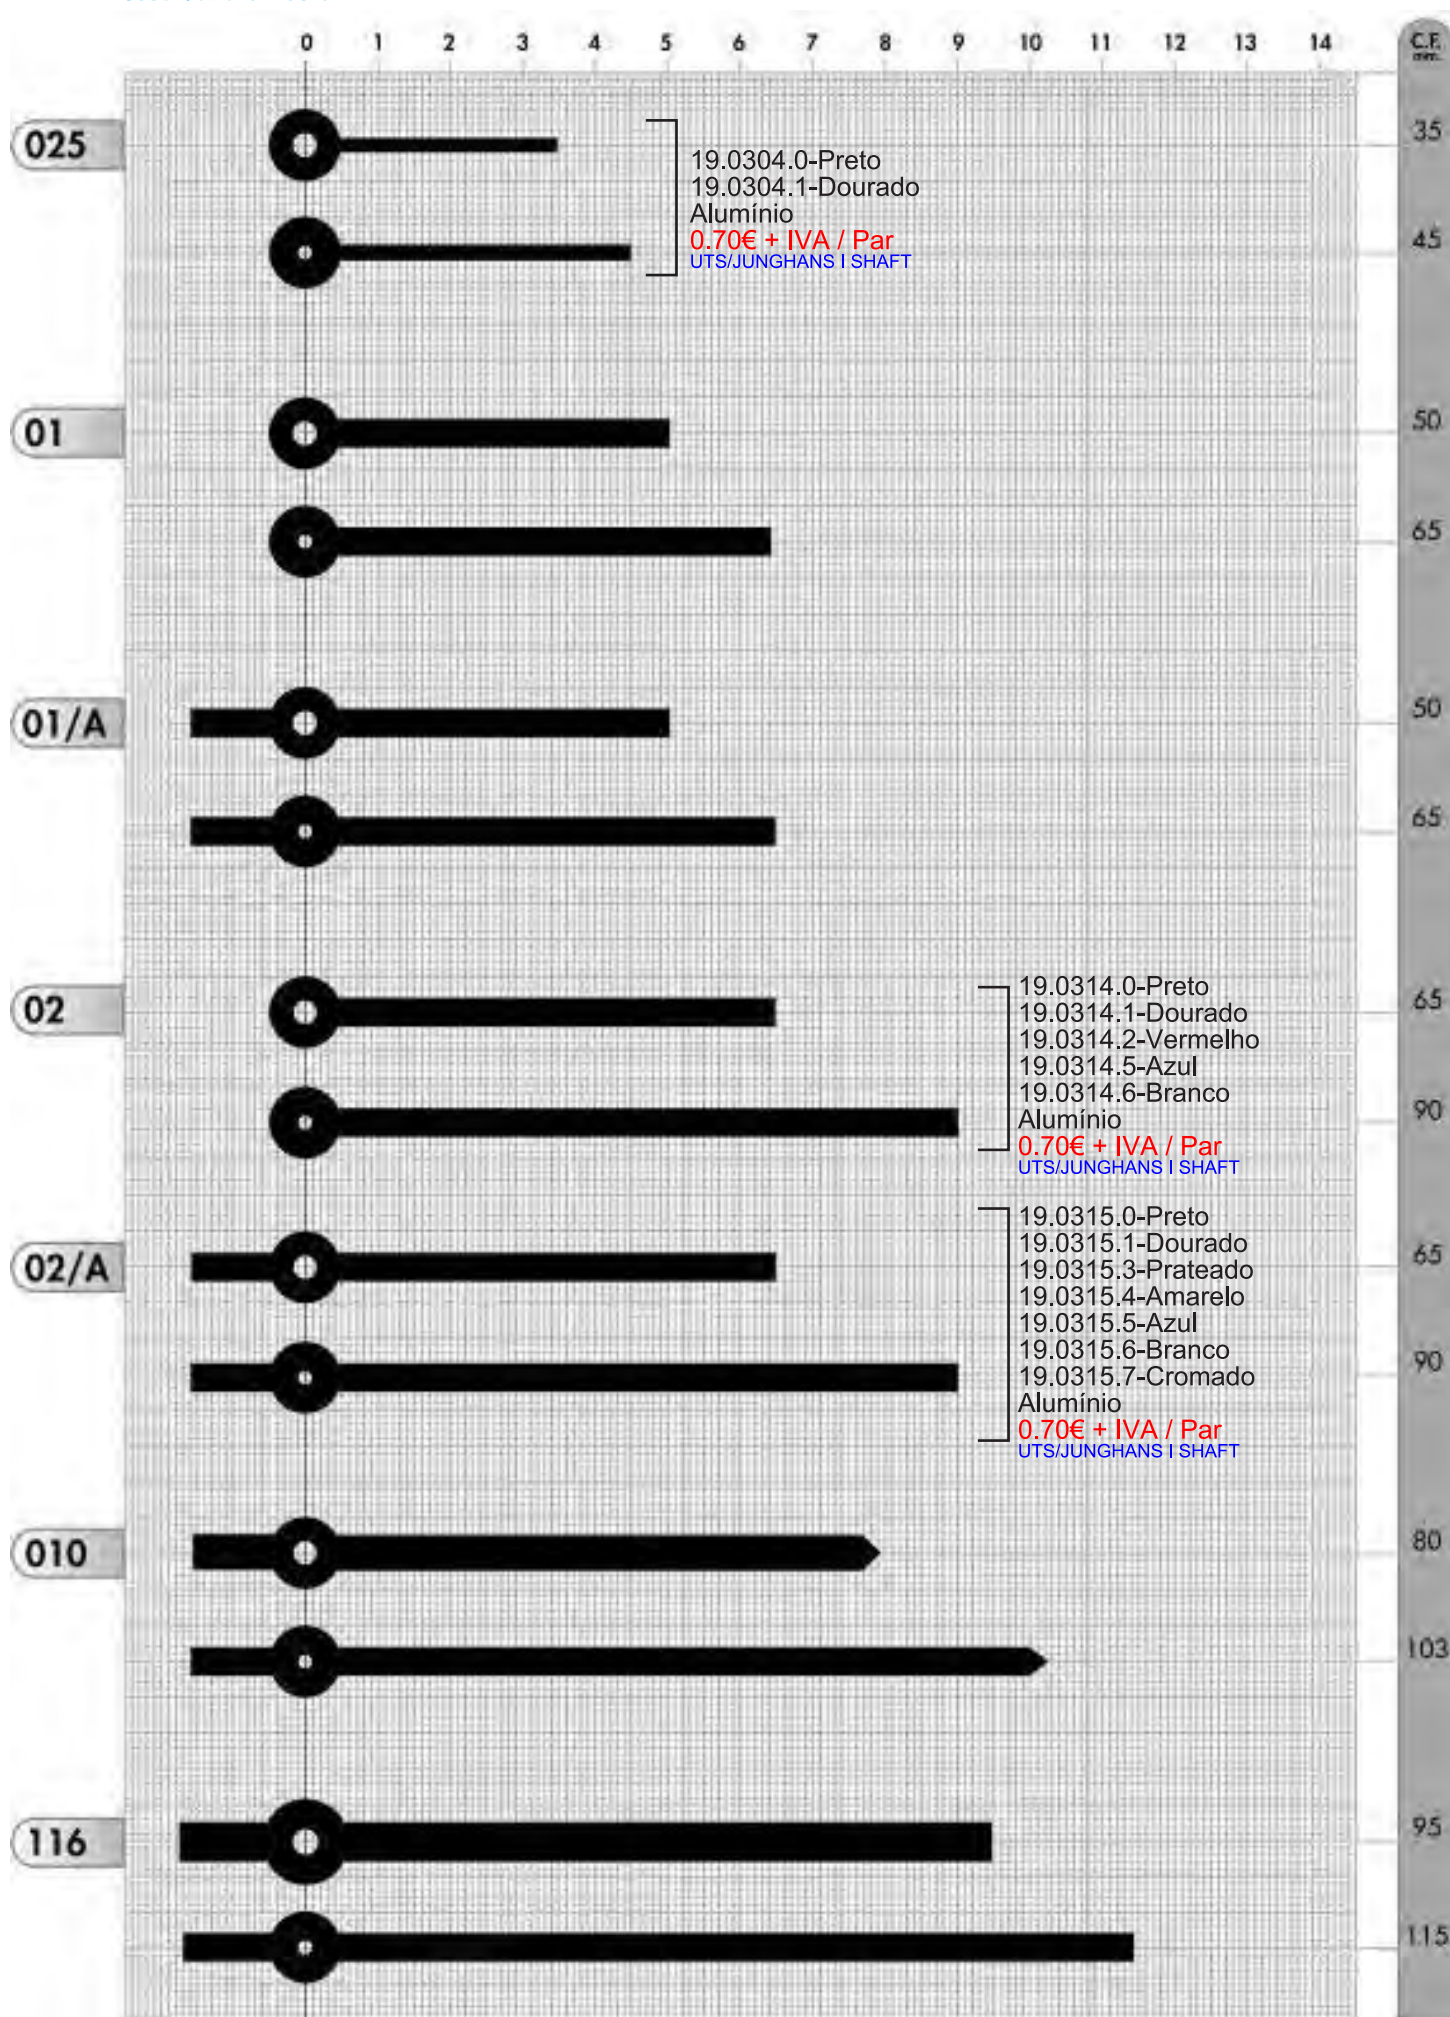 0 1 2 3 4 5 6 7 8 9 10 11 12 13 14
C.F.
mm.
025
35
19.0304.0-Preto
19.0304.1-Dourado
Alumínio
0.70€ + IVA / Par
UTS/JUNGHANS I SHAFT
45
01
50
65
01/A
50
65
02
65
19.0314.0-Preto
19.0314.1-Dourado
19.0314.2-Vermelho
19.0314.5-Azul
19.0314.6-Branco
Alumínio
0.70€ + IVA / Par
UTS/JUNGHANS I SHAFT
90
02/A
65
19.0315.0-Preto
19.0315.1-Dourado
19.0315.3-Prateado
19.0315.4-Amarelo
19.0315.5-Azul
19.0315.6-Branco
19.0315.7-Cromado
Alumínio
0.70€ + IVA / Par
UTS/JUNGHANS I SHAFT
90
010
80
103
116
95
115